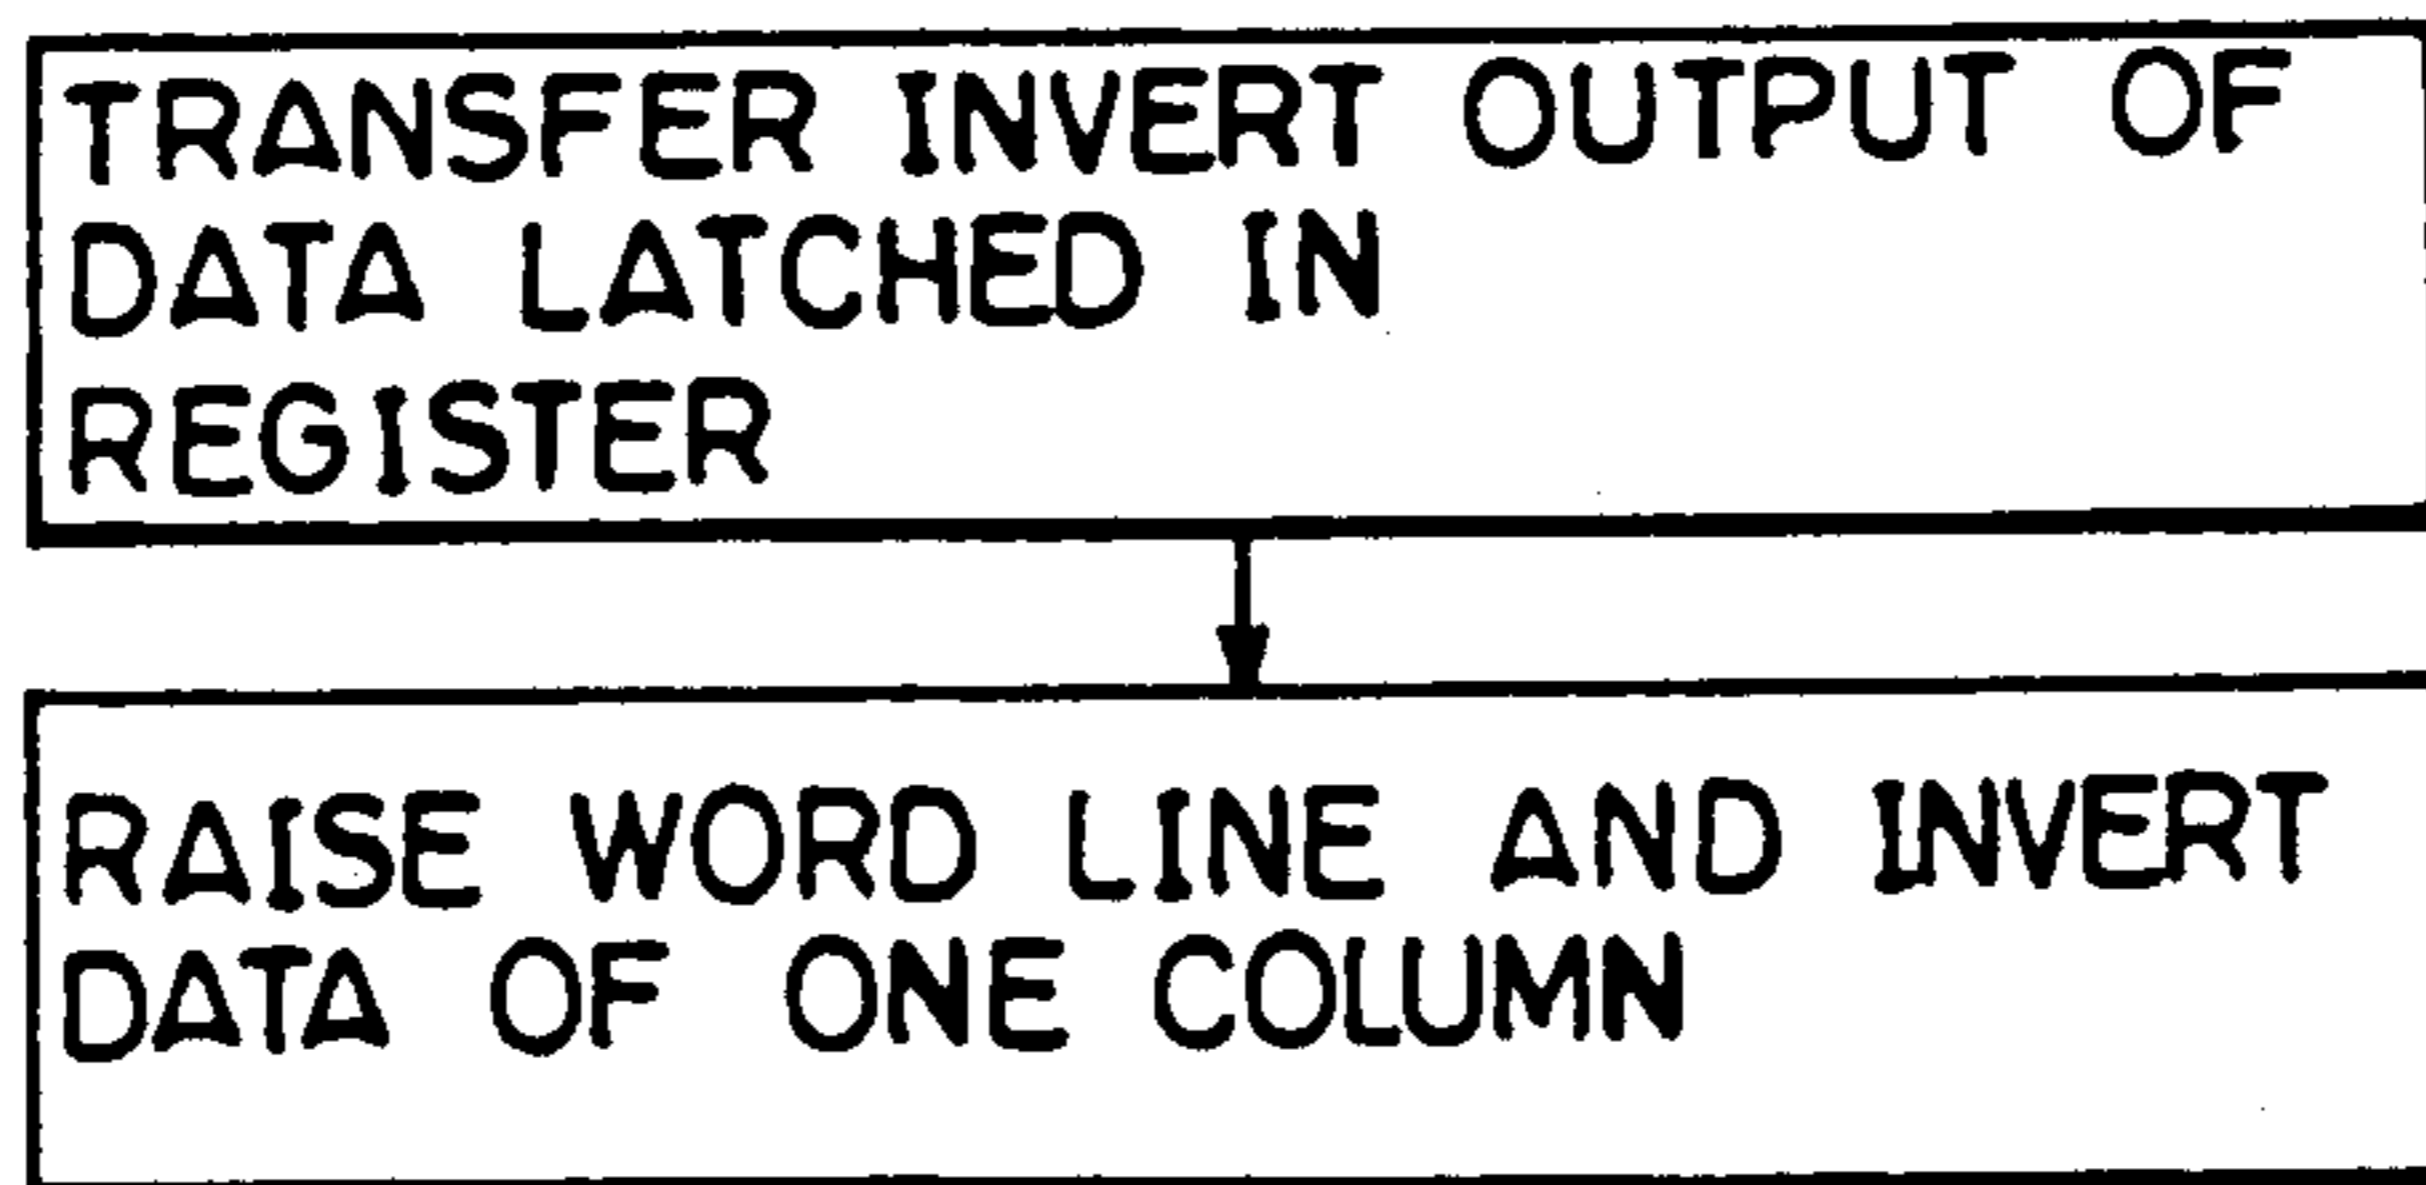 TRANSFER INVERT OUTPUT OF
DATA LATCHED IN
REGISTER
RAISE WORD LINE AND INVERT
DATA OF ONE COLUMN